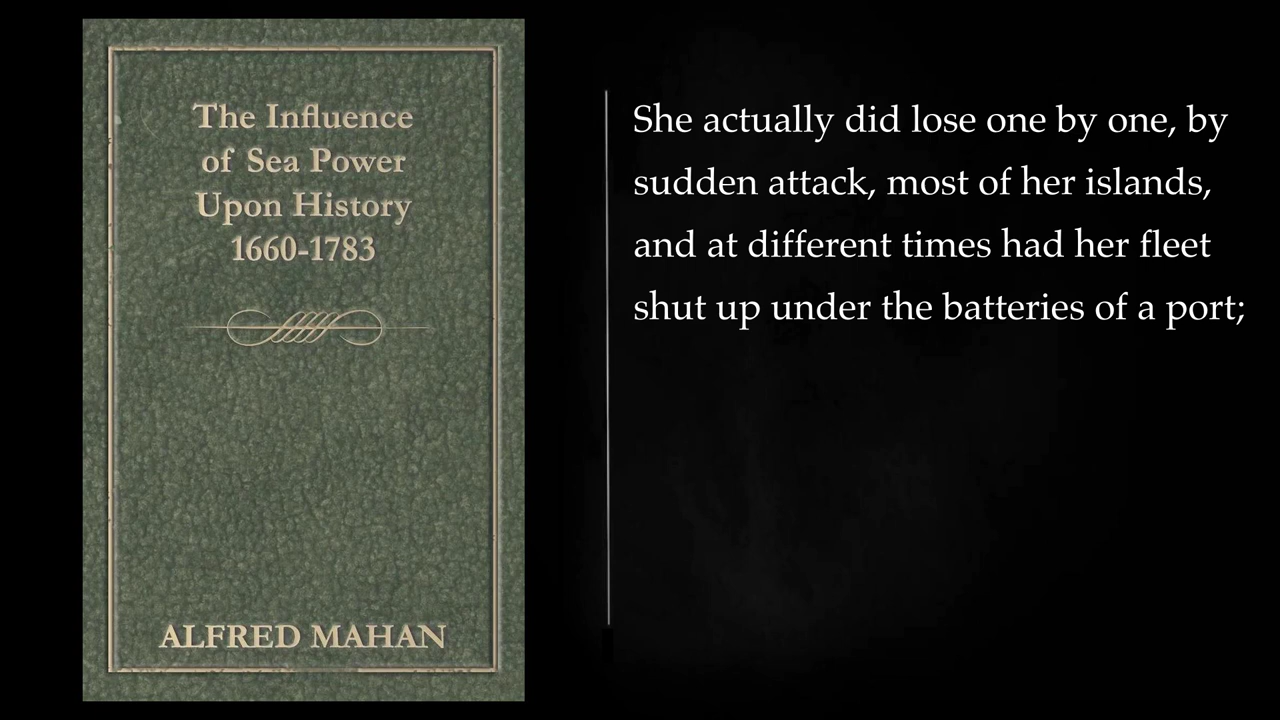 The Influence
of Sea Power
Upon History
1660-1783
ALFRED MAHAN
She actually did lose one by one, by
sudden attack, most of her islands,
and at different times had her fleet
shut up under the batteries of a port;